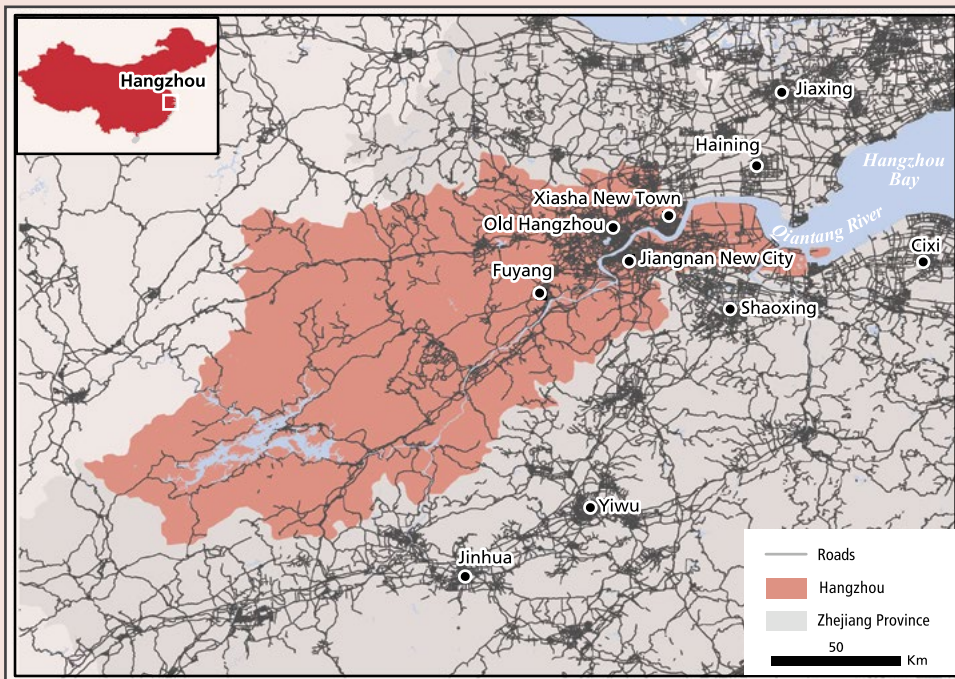 Hangzhou
Jiaxing
Haining
Hangzhou
Bay
Xiasha New Town
Old Hangzhou
Qiantang River
Cixi
Jiangnan New City
Fuyang
Shaoxing
Yiwu
Jinhua
Roads
Hangzhou
Zhejiang Province
50
Km